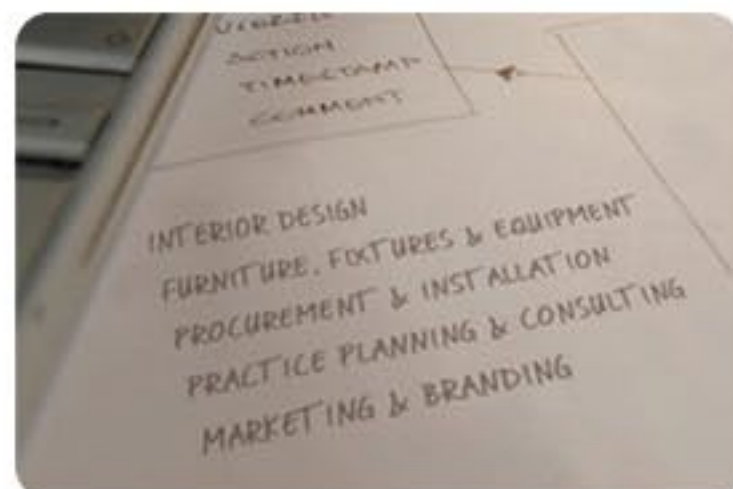 ACTION
TIMESTAMP
COMMENT
INTERIOR DESIGN
FURNITURE, FIXTURES & EQUIPMENT
PROCUREMENT & INSTALLATION
PRACTICE PLANNING & CONSULTING
MARKETING & BRANDING